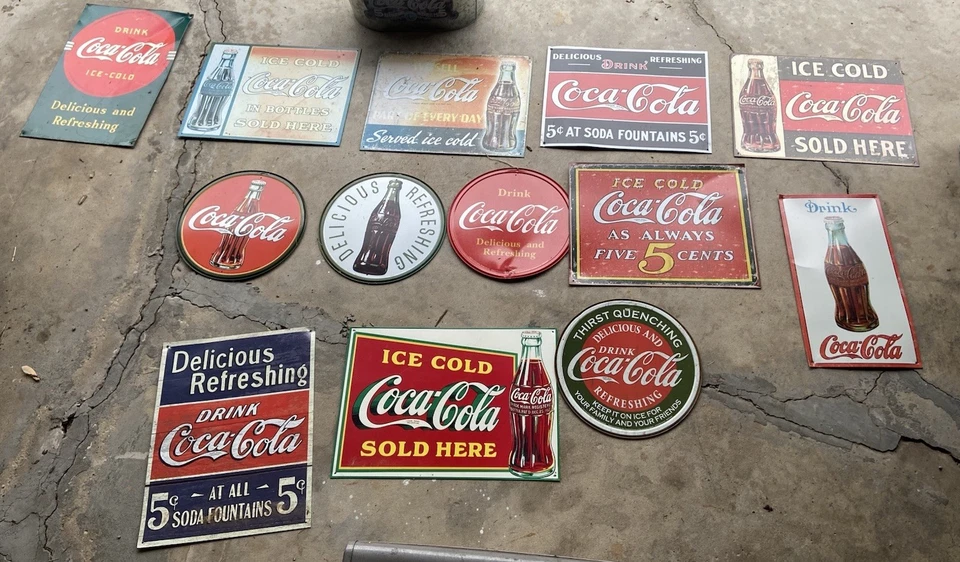 DRINK
Coca-Cola
ICE-COLD
Delicious and
Refreshing
ICE COLD
Coca-Cola
IN BOTTLES
SOLD HERE
Coca-Cola
PART OF EVERY DAY
Served ice cold
DELICIOUS DRINK REFRESHING
Coca-Cola
5¢ AT SODA FOUNTAINS 5¢
ICE COLD
Coca-Cola
SOLD HERE
Coca-Cola
Coca-Cola
DELICIOUS REFRESHING
Drink
Coca-Cola
Delicious and
Refreshing
ICE COLD
Coca-Cola
AS ALWAYS
FIVE 5 CENTS
Drink
Coca-Cola
Delicious
Refreshing
DRINK
Coca-Cola
5¢ AT ALL 5¢
SODA FOUNTAINS
ICE COLD
Coca-Cola
SOLD HERE
Coca-Cola
THIRST QUENCHING
DELICIOUS AND
DRINK
Coca-Cola
REFRESHING
KEEP IT ON ICE FOR
YOUR FAMILY AND YOUR FRIENDS